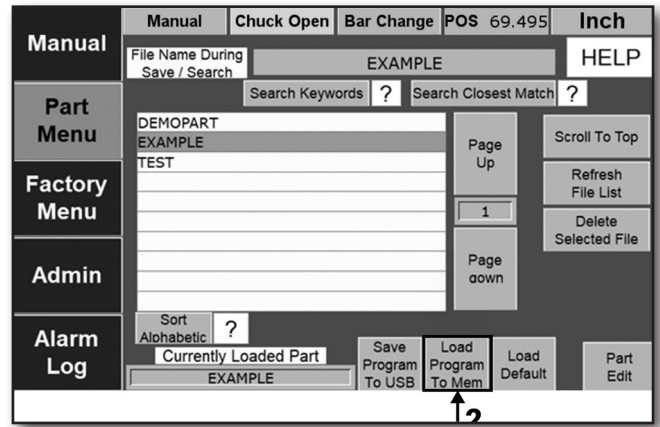 Manual
Chuck Open
Bar Change
POS 69.495
Inch
Manual
Part
Menu
Factory
Menu
Admin
Alarm
Log
File Name During
Save / Search
EXAMPLE
HELP
Search Keywords
?
Search Closest Match
?
DEMOPART
EXAMPLE
TEST
Page
Up
1
Page
down
Scroll To Top
Refresh
File List
Delete
Selected File
Sort
Alphabetic
?
Currently Loaded Part
EXAMPLE
Save
Program
To USB
Load
Program
To Mem
Load
Default
Part
Edit
2